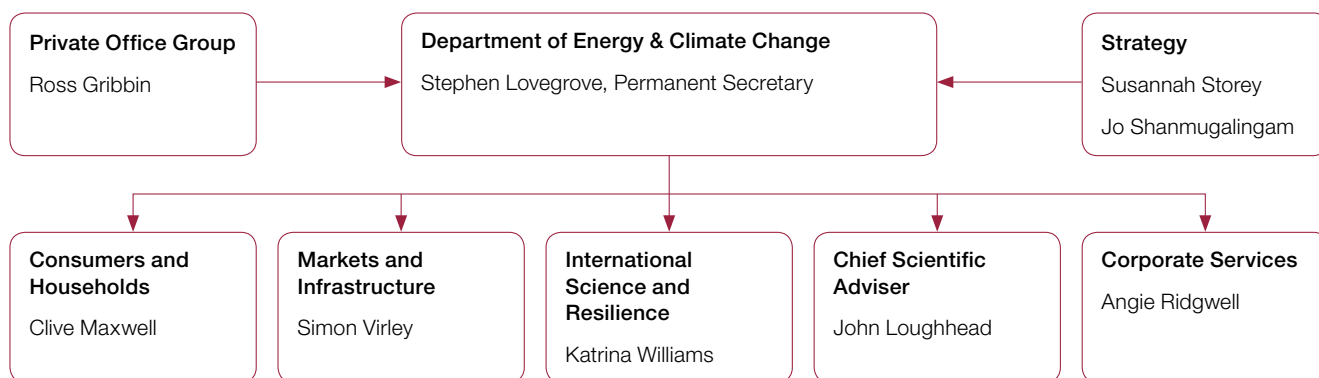 Private Office Group
Ross Gribbin
Department of Energy & Climate Change
Stephen Lovegrove, Permanent Secretary
Strategy
Susannah Storey
Jo Shanmugalingam
Consumers and
Households
Clive Maxwell
Markets and
Infrastructure
Simon Virley
International
Science and
Resilience
Katrina Williams
Chief Scientific
Adviser
John Loughhead
Corporate Services
Angie Ridgwell